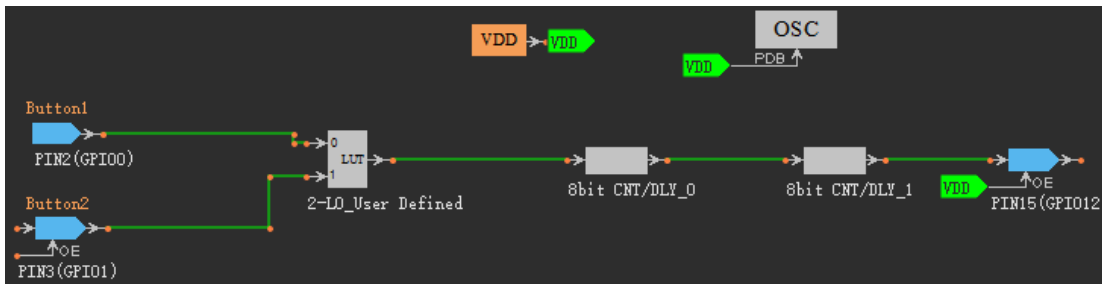 VDD
VDD
OSC
VDD
PDB
Button1
PIN2(GPIO0)
0
LUT
1
2-L0_User Defined
8bit CNT/DLY_0
8bit CNT/DLY_1
VDD
OE
PIN15(GPIO12
Button2
OE
PIN3(GPIO1)